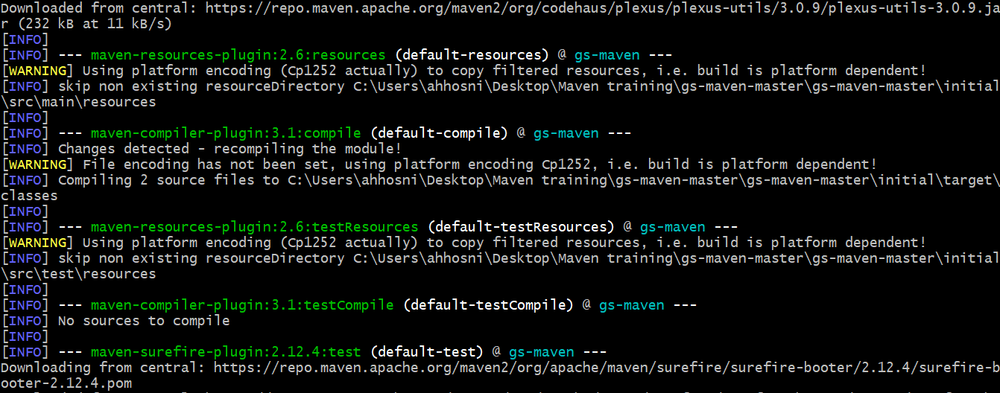 Downloaded from central: https://repo.maven.apache.org/maven2/org/codehaus/plexus/plexus-utils/3.0.9/plexus-utils-3.0.9.ja
r (232 kB at 11 kB/s)
[INFO]
[INFO] --- maven-resources-plugin:2.6:resources (default-resources) @ gs-maven ---
[WARNING] Using platform encoding (Cp1252 actually) to copy filtered resources, i.e. build is platform dependent!
[INFO] skip non existing resourceDirectory C:\Users\ahhosni\Desktop\Maven training\gs-maven-master\gs-maven-master\initial
\src\main\resources
[INFO]
[INFO] --- maven-compiler-plugin:3.1:compile (default-compile) @ gs-maven ---
[INFO] Changes detected - recompiling the module!
[WARNING] File encoding has not been set, using platform encoding Cp1252, i.e. build is platform dependent!
[INFO] Compiling 2 source files to C:\Users\ahhosni\Desktop\Maven training\gs-maven-master\gs-maven-master\initial\target\
classes
[INFO]
[INFO] --- maven-resources-plugin:2.6:testResources (default-testResources) @ gs-maven ---
[WARNING] Using platform encoding (Cp1252 actually) to copy filtered resources, i.e. build is platform dependent!
[INFO] skip non existing resourceDirectory C:\Users\ahhosni\Desktop\Maven training\gs-maven-master\gs-maven-master\initial
\src\test\resources
[INFO]
[INFO] --- maven-compiler-plugin:3.1:testCompile (default-testCompile) @ gs-maven ---
[INFO] No sources to compile
[INFO]
[INFO] --- maven-surefire-plugin:2.12.4:test (default-test) @ gs-maven ---
Downloading from central: https://repo.maven.apache.org/maven2/org/apache/maven/surefire/surefire-booter/2.12.4/surefire-b
ooter-2.12.4.pom